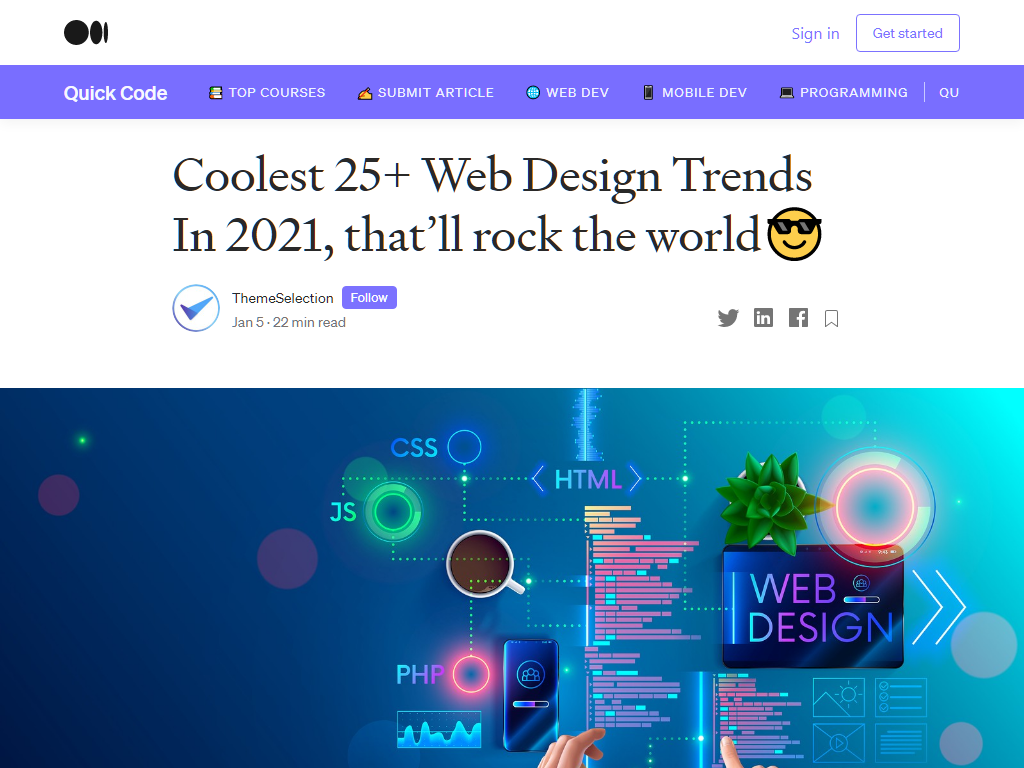 Sign in
Get started
Quick Code
📚 TOP COURSES
✍ SUBMIT ARTICLE
🌐 WEB DEV
📱 MOBILE DEV
💻 PROGRAMMING
QU
Coolest 25+ Web Design Trends
In 2021, that’ll rock the world😎
ThemeSelection
Follow
Jan 5 · 22 min read
CSS
HTML
JS
WEB
DESIGN
PHP